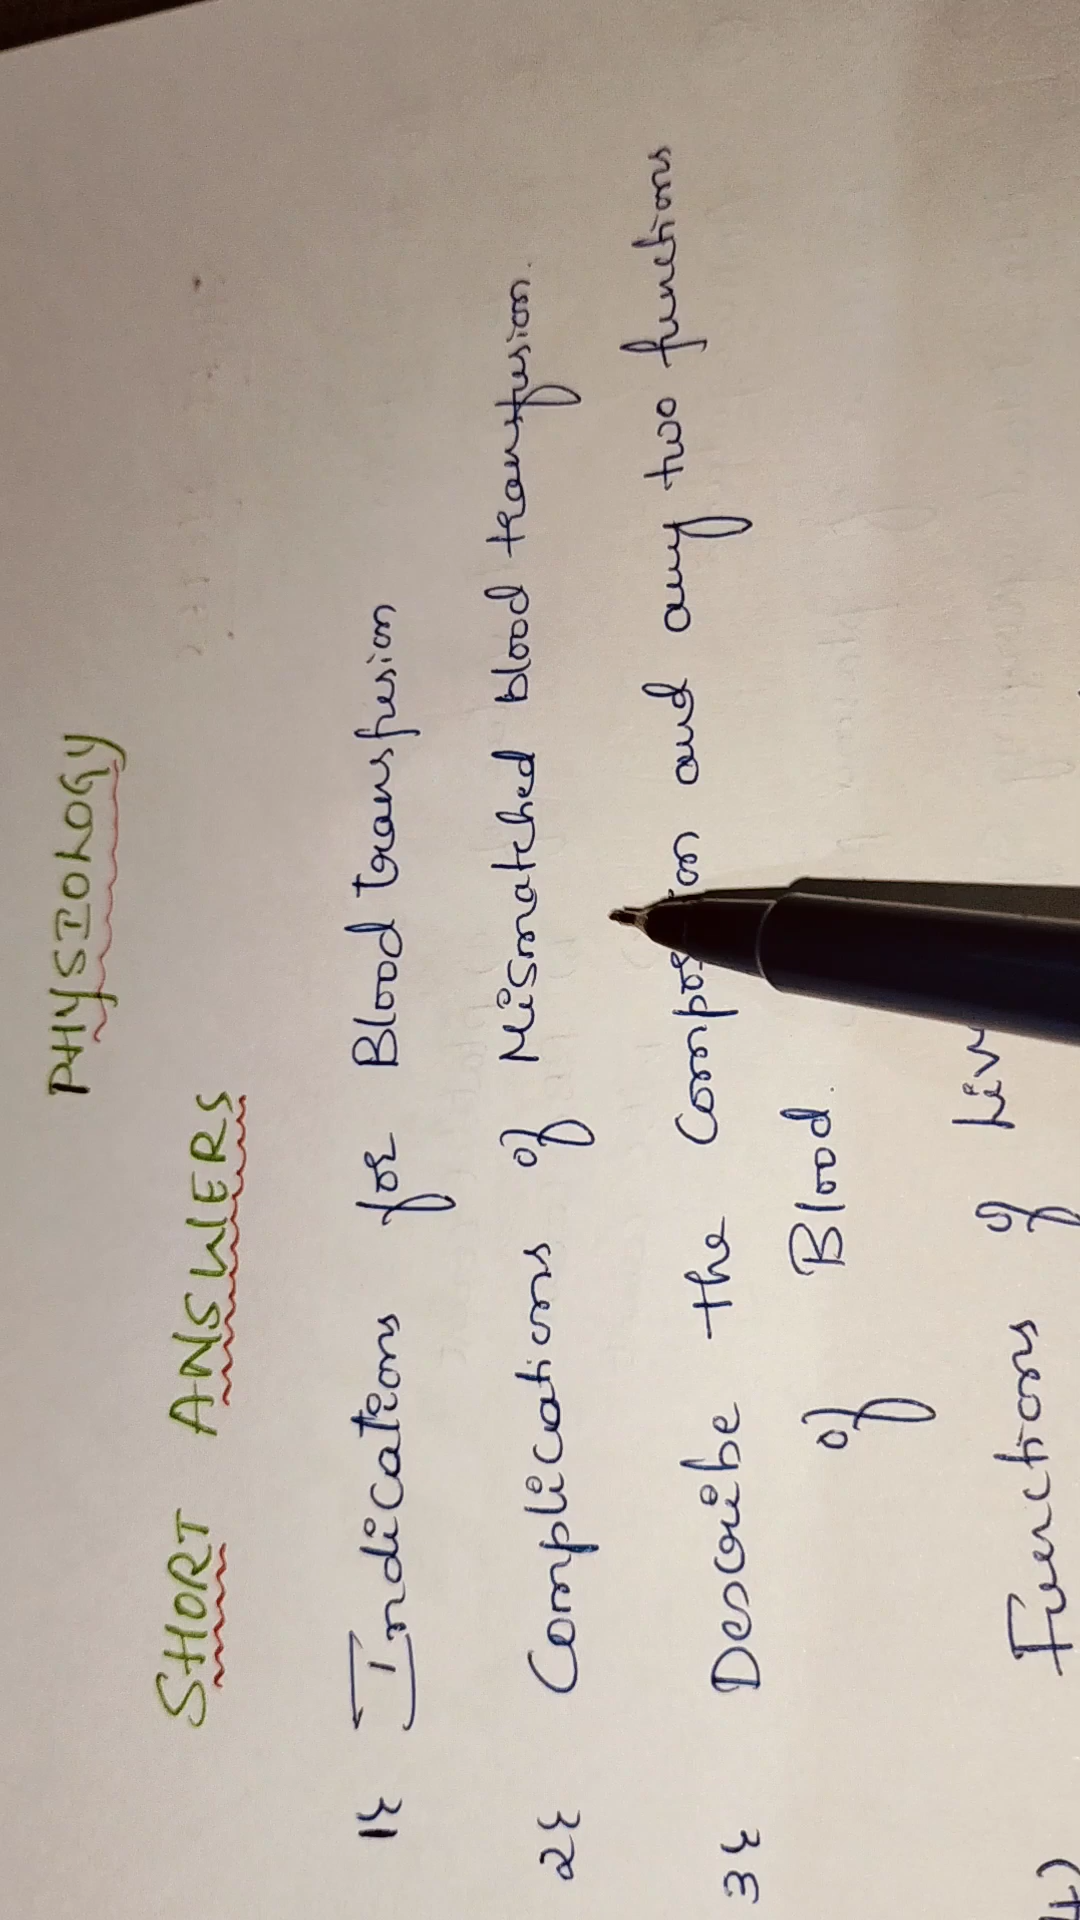 PHYSIOLOGY
SHORT ANSWERS
1} Indications for Blood transfusion
2} Complications of Mismatched blood transfusion.
3} Describe the and any two functions
of Blood.
4) Functions of